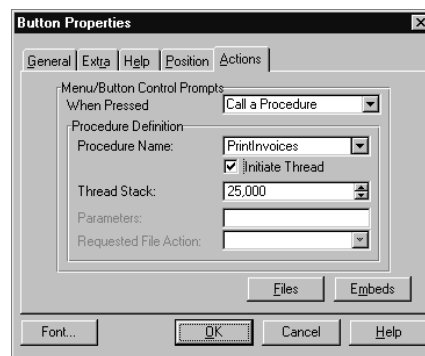 Button Properties
General Extra Help Position Actions
Menu/Button Control Prompts
When Pressed Call a Procedure
Procedure Definition
Procedure Name: PrintInvoices
Initiate Thread
Thread Stack: 25,000
Parameters:
Requested File Action:
Files Embeds
Font... OK Cancel Help